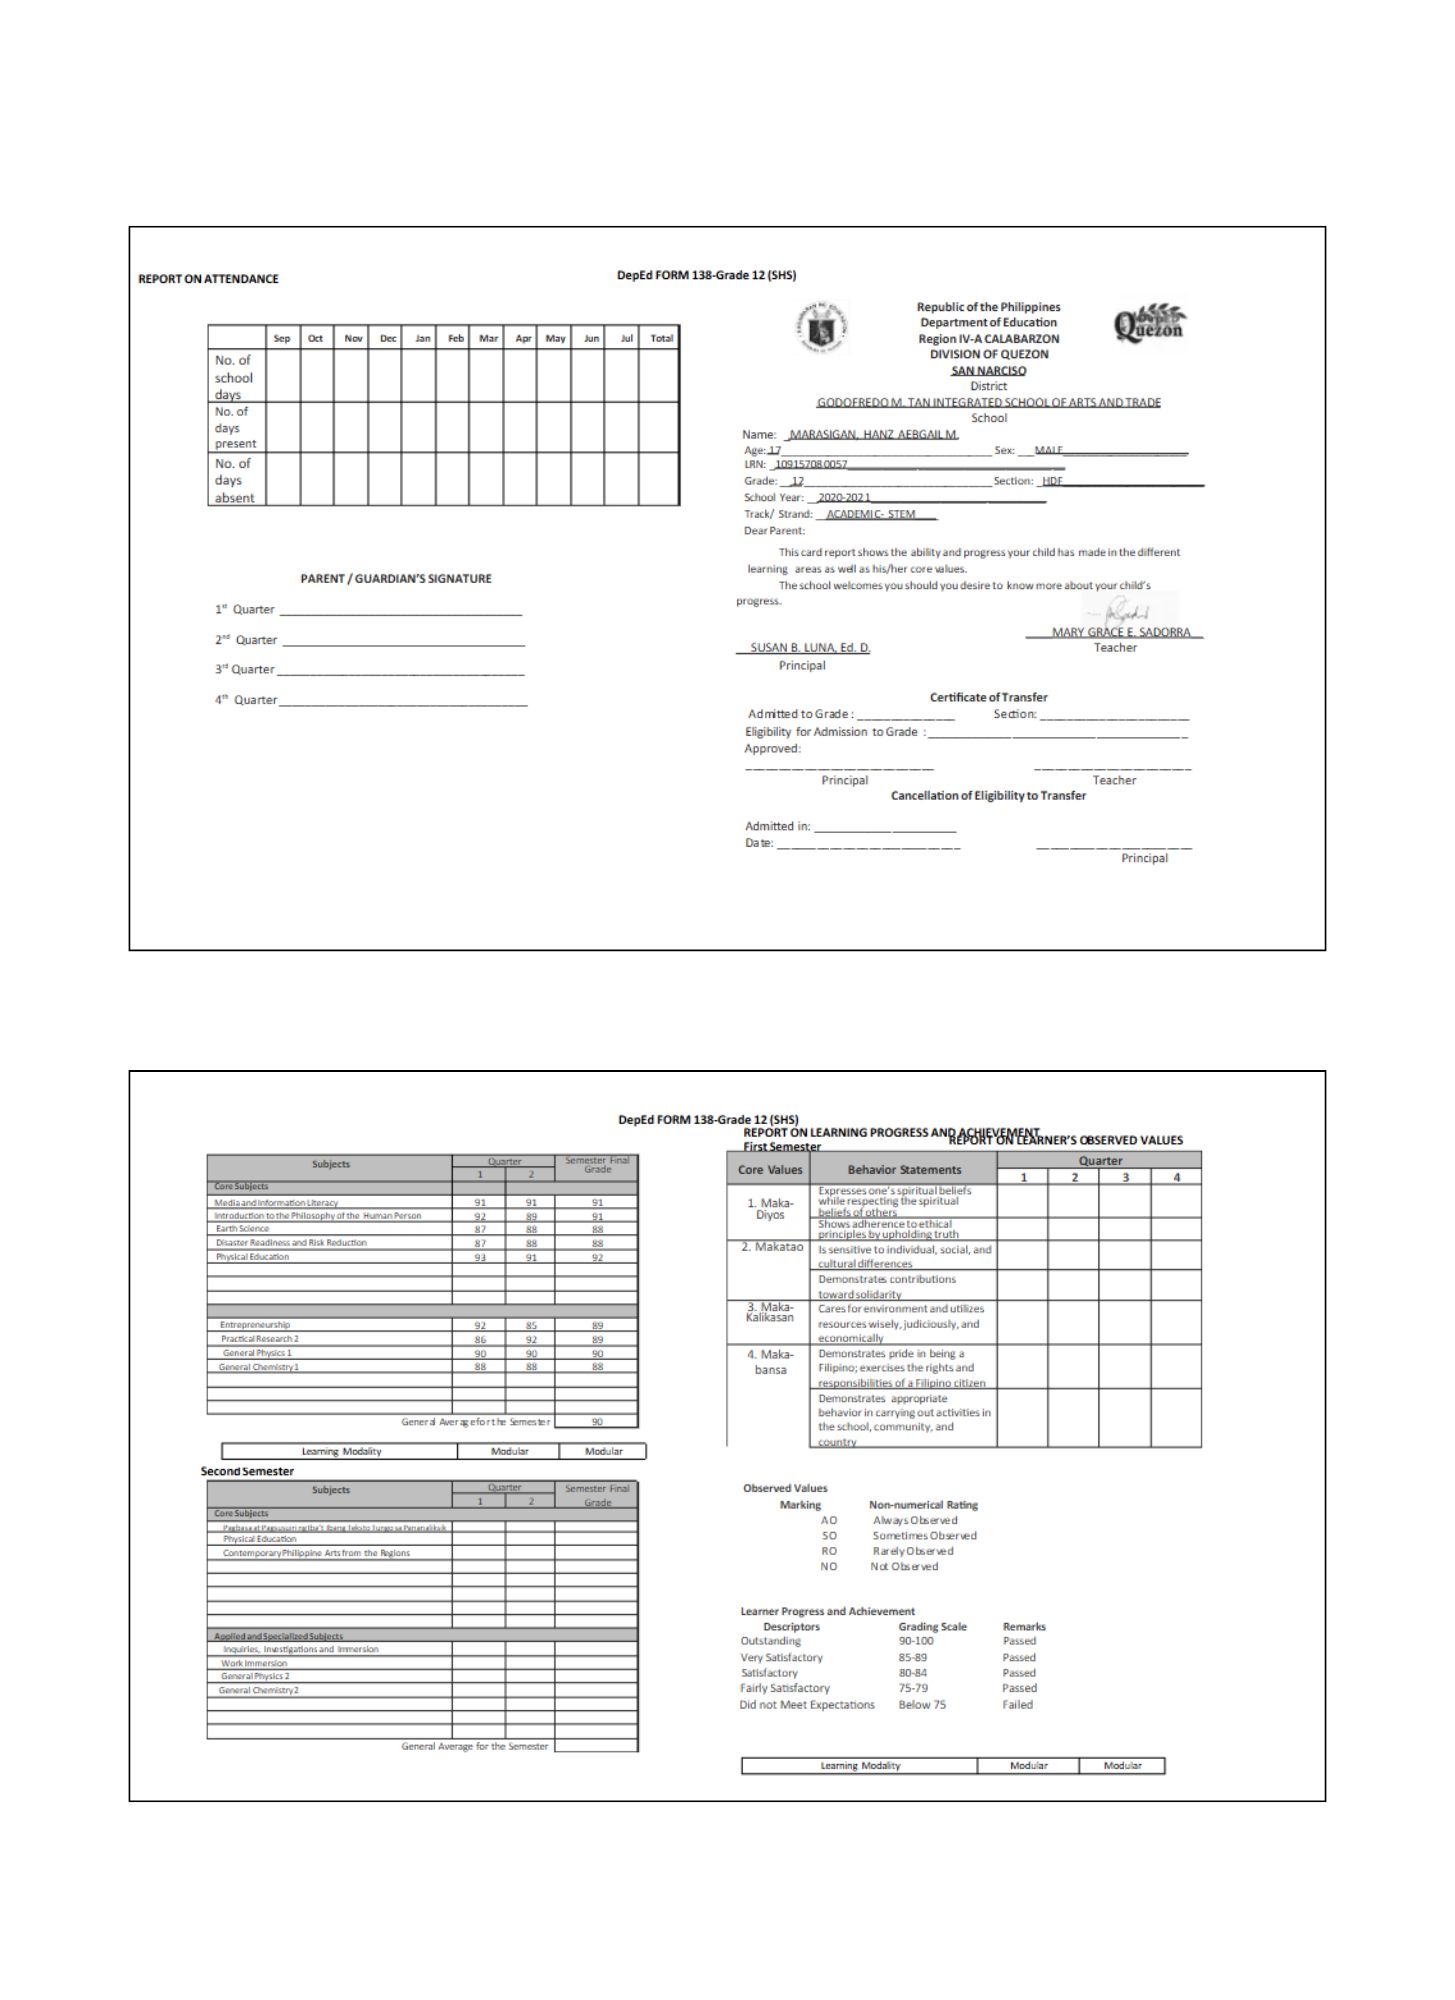 REPORT ON ATTENDANCE
DepEd FORM 138-Grade 12 (SHS)
Sep Oct Nov Dec Jan Feb Mar Apr May Jun Jul Total
No. of school days
No. of days present
No. of days absent
PARENT / GUARDIAN'S SIGNATURE
1st Quarter
2nd Quarter
3rd Quarter
4th Quarter
Republic of the Philippines
Department of Education
Region IV-A CALABARZON
DIVISION OF QUEZON
SAN NARCISO
District
GODOFREDO M. TAN INTEGRATED SCHOOL OF ARTS AND TRADE
School
DepEd
Quezon
Name: MARASIGAN, HANZ AEBGAIL M.
Age: 17 Sex: MALE
LRN: 109157080057
Grade: 12 Section: HDF
School Year: 2020-2021
Track/ Strand: ACADEMIC- STEM
Dear Parent:
This card report shows the ability and progress your child has made in the different
learning areas as well as his/her core values.
The school welcomes you should you desire to know more about your child's
progress.
MARY GRACE E. SADORRA
Teacher
SUSAN B. LUNA, Ed. D.
Principal
Certificate of Transfer
Admitted to Grade : Section:
Eligibility for Admission to Grade :
Approved:
Principal Teacher
Cancellation of Eligibility to Transfer
Admitted in:
Date:
Principal
DepEd FORM 138-Grade 12 (SHS)
REPORT ON LEARNING PROGRESS AND ACHIEVEMENT
First Semester
Subjects Quarter Semester Final Grade
1 2
Core Subjects
Media and Information Literacy 91 91 91
Introduction to the Philosophy of the Human Person 92 89 91
Earth Science 87 88 88
Disaster Readiness and Risk Reduction 87 88 88
Physical Education 93 91 92
Entrepreneurship 92 85 89
Practical Research 2 86 92 89
General Physics 1 90 90 90
General Chemistry 1 88 88 88
General Average for the Semester 90
Learning Modality Modular Modular
Second Semester
Subjects Quarter Semester Final Grade
1 2
Core Subjects
Pagbasa at Pagsusuri ng Iba't Ibang Teksto Tungo sa Pananaliksik
Physical Education
Contemporary Philippine Arts from the Regions
Applied and Specialized Subjects
Inquiries, Investigations and Immersion
Work Immersion
General Physics 2
General Chemistry 2
General Average for the Semester
REPORT ON LEARNER'S OBSERVED VALUES
Core Values Behavior Statements Quarter
1 2 3 4
1. Maka-Diyos
Expresses one's spiritual beliefs
while respecting the spiritual
beliefs of others
Shows adherence to ethical
principles by upholding truth
2. Makatao
Is sensitive to individual, social, and
cultural differences
Demonstrates contributions
toward solidarity
3. Maka-Kalikasan
Cares for environment and utilizes
resources wisely, judiciously, and
economically
4. Maka-bansa
Demonstrates pride in being a
Filipino; exercises the rights and
responsibilities of a Filipino citizen
Demonstrates appropriate
behavior in carrying out activities in
the school, community, and
country
Observed Values
Marking Non-numerical Rating
AO Always Observed
SO Sometimes Observed
RO Rarely Observed
NO Not Observed
Learner Progress and Achievement
Descriptors Grading Scale Remarks
Outstanding 90-100 Passed
Very Satisfactory 85-89 Passed
Satisfactory 80-84 Passed
Fairly Satisfactory 75-79 Passed
Did not Meet Expectations Below 75 Failed
Learning Modality Modular Modular